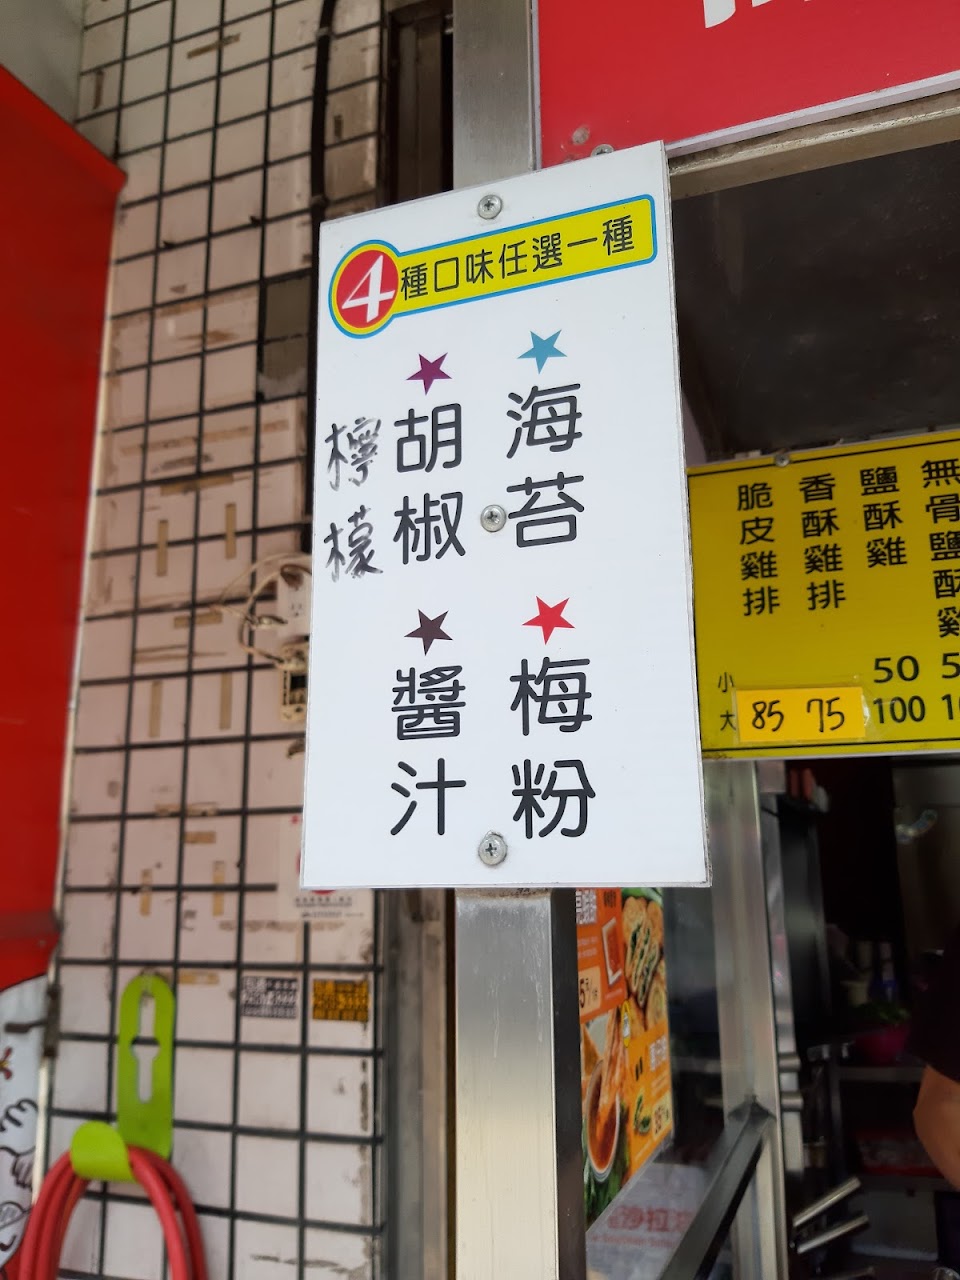 4種口味任選一種
海苔
梅粉
檸檬胡椒
醬汁
無骨鹽酥雞
鹽酥雞
香酥雞排
脆皮雞排
小 50
大 85 75 100
沙拉